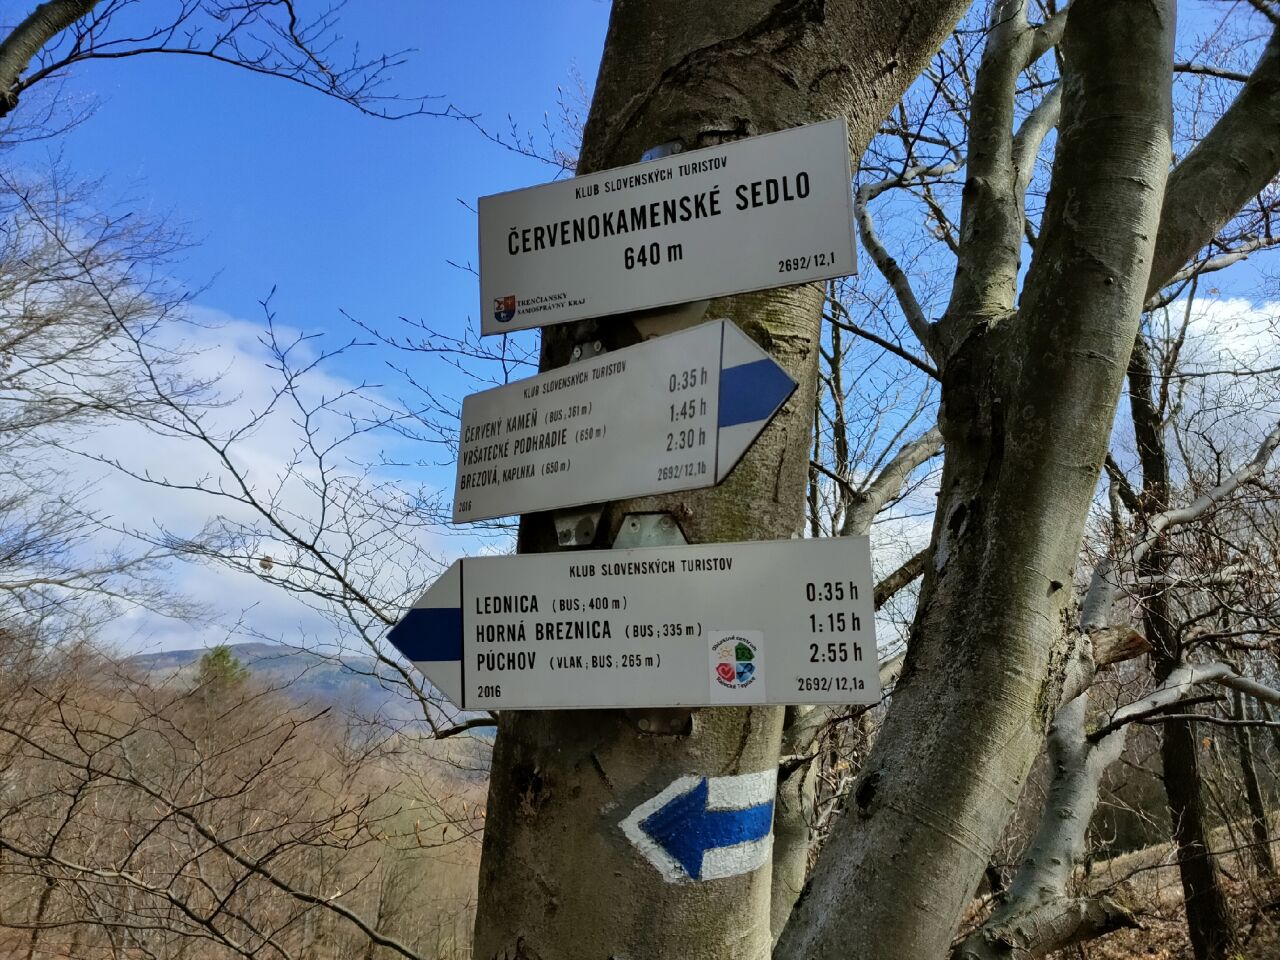 KLUB SLOVENSKÝCH TURISTOV
ČERVENOKAMENSKÉ SEDLO
640 m
2692/12,1
TRENČIANSKY
SAMOSPRÁVNY KRAJ
KLUB SLOVENSKÝCH TURISTOV
ČERVENÝ KAMEŇ (BUS; 361 m) 0:35 h
VRŠATECKÉ PODHRADIE (650 m) 1:45 h
BREZOVÁ, KAPLNKA (650 m) 2:30 h
2016 2692/12,1b
KLUB SLOVENSKÝCH TURISTOV
LEDNICA (BUS; 400 m) 0:35 h
HORNÁ BREZNICA (BUS; 335 m) 1:15 h
PÚCHOV (VLAK; BUS; 265 m) 2:55 h
2016 2692/12,1a